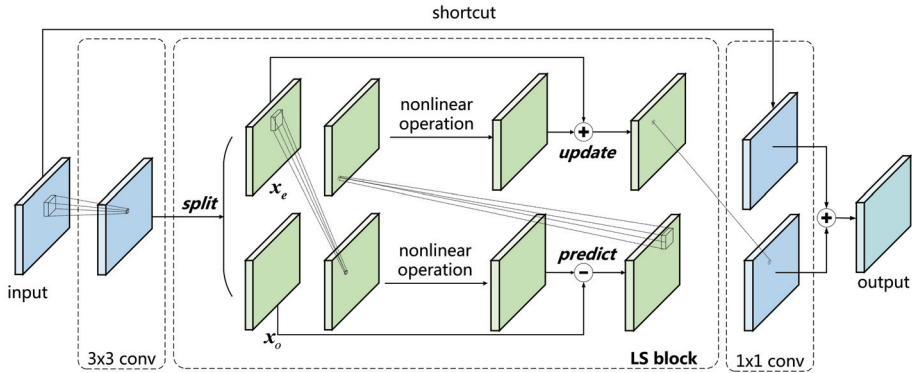 shortcut
nonlinear
operation
update
x_e
split
input
nonlinear
operation
predict
output
x_o
3x3 conv
LS block
1x1 conv